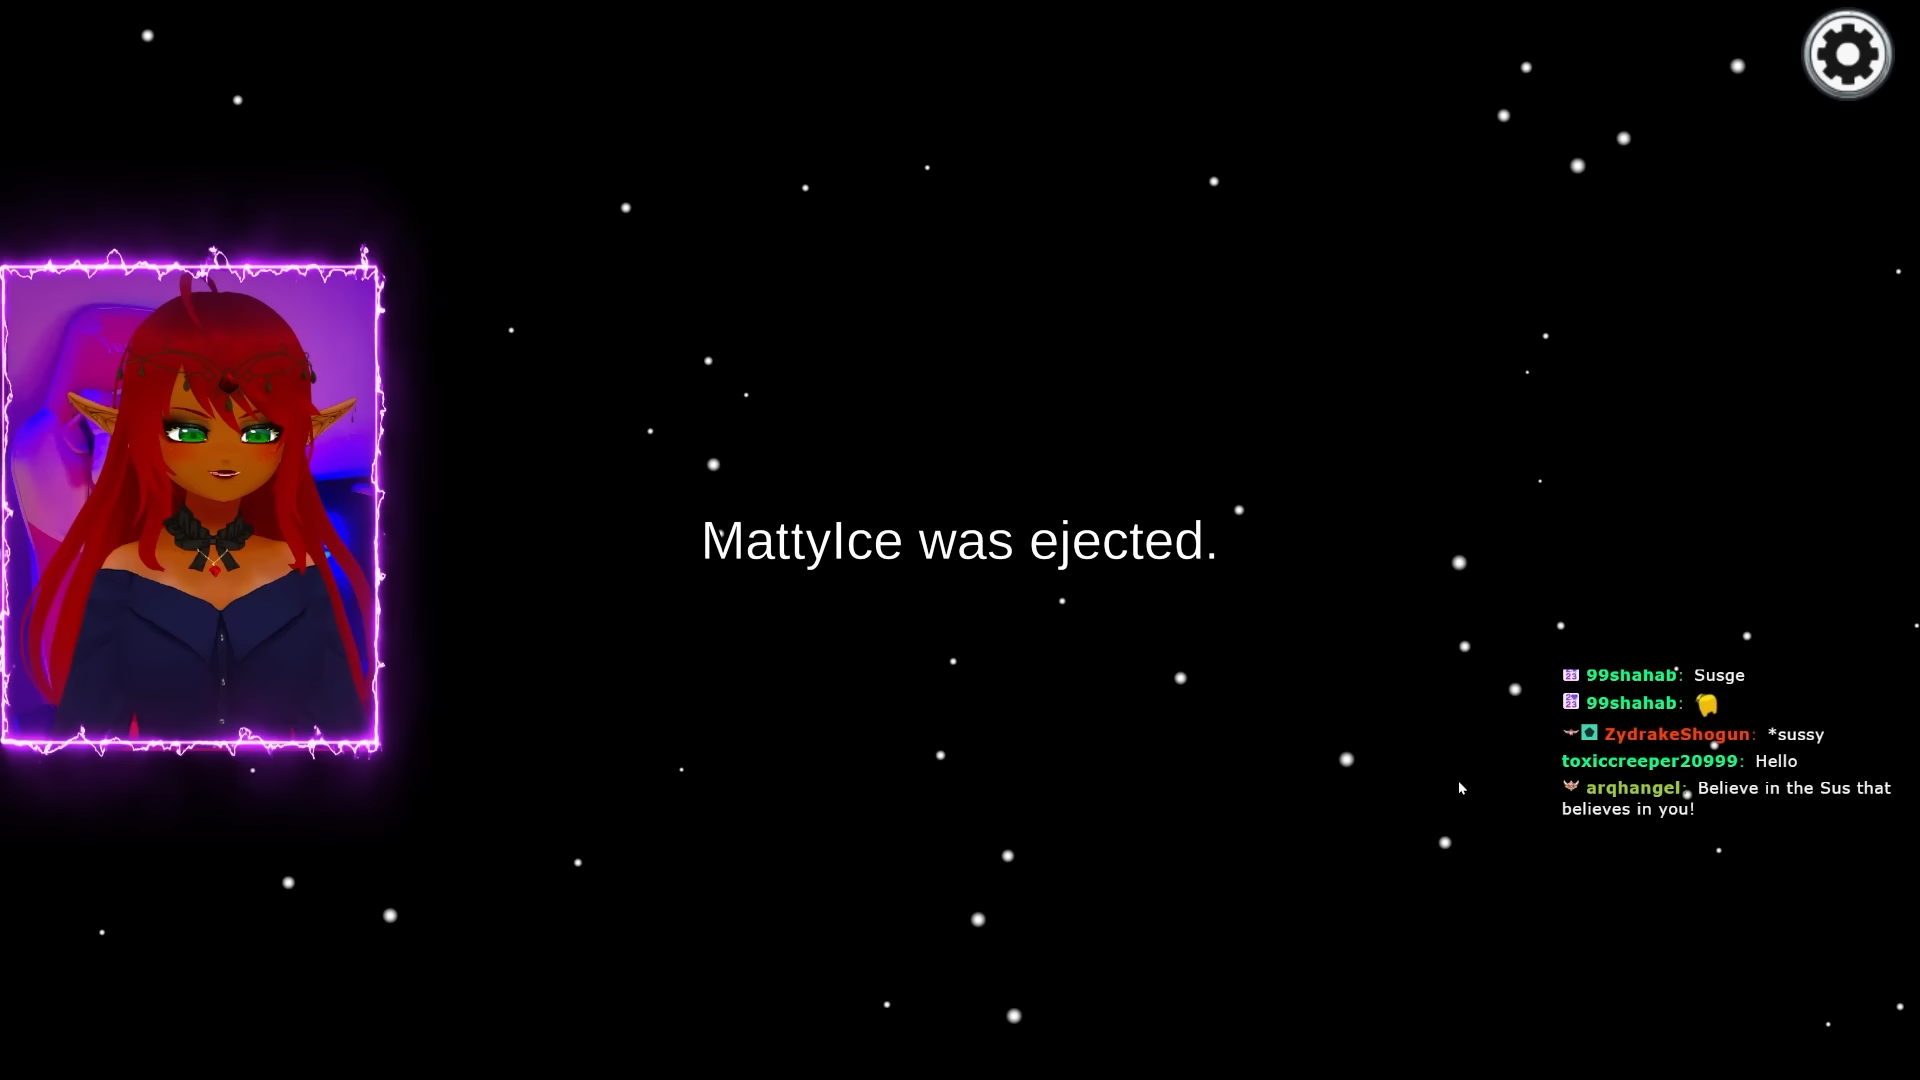 MattyIce was ejected.
99shahab: Susge
99shahab:
ZydrakeShogun: *sussy
toxiccreeper20999: Hello
arqhangel: Believe in the Sus that
believes in you!